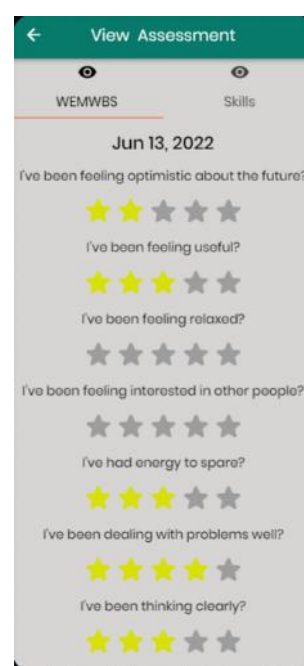 View Assessment
WEMWBS
Skills
Jun 13, 2022
I've been feeling optimistic about the future?
I've been feeling useful?
I've been feeling relaxed?
I've been feeling interested in other people?
I've had energy to spare?
I've been dealing with problems well?
I've been thinking clearly?